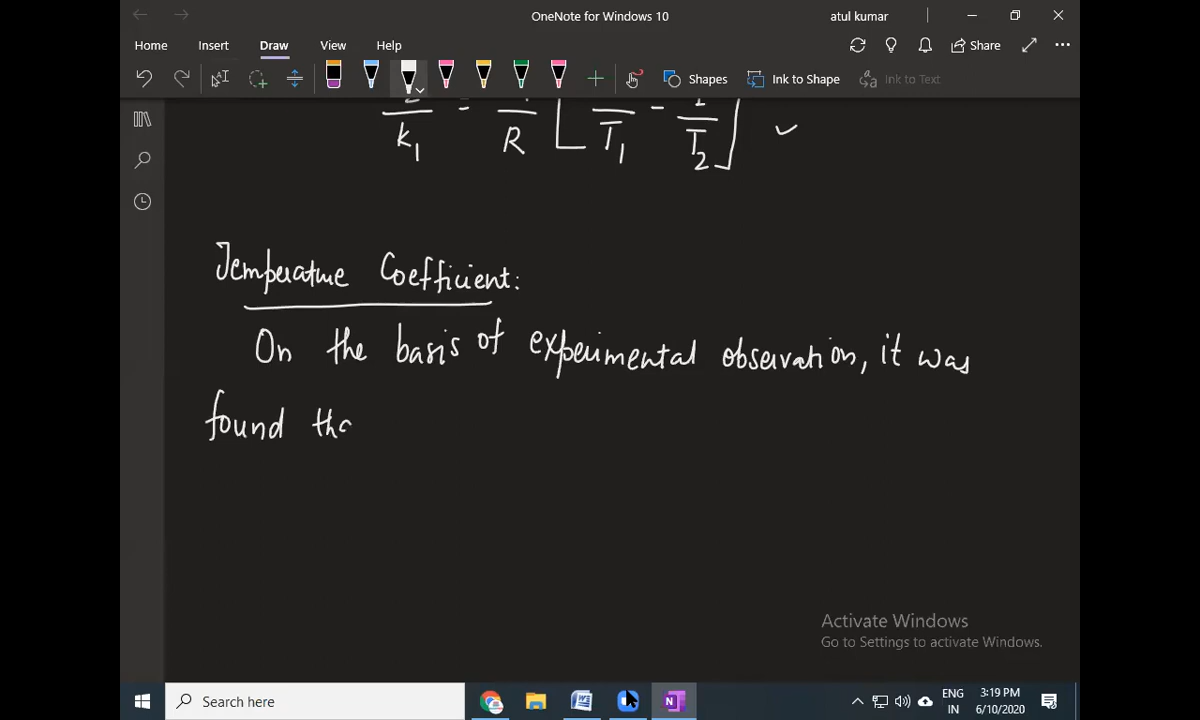 OneNote for Windows 10
atul kumar
Home Insert Draw View Help
Share
Shapes
Ink to Shape
Ink to Text
K1 = R [ T1 - T2 ]
Temperature Coefficient:
On the basis of experimental observation, it was
found tha
Activate Windows
Go to Settings to activate Windows.
Search here
ENG
IN
3:19 PM
6/10/2020